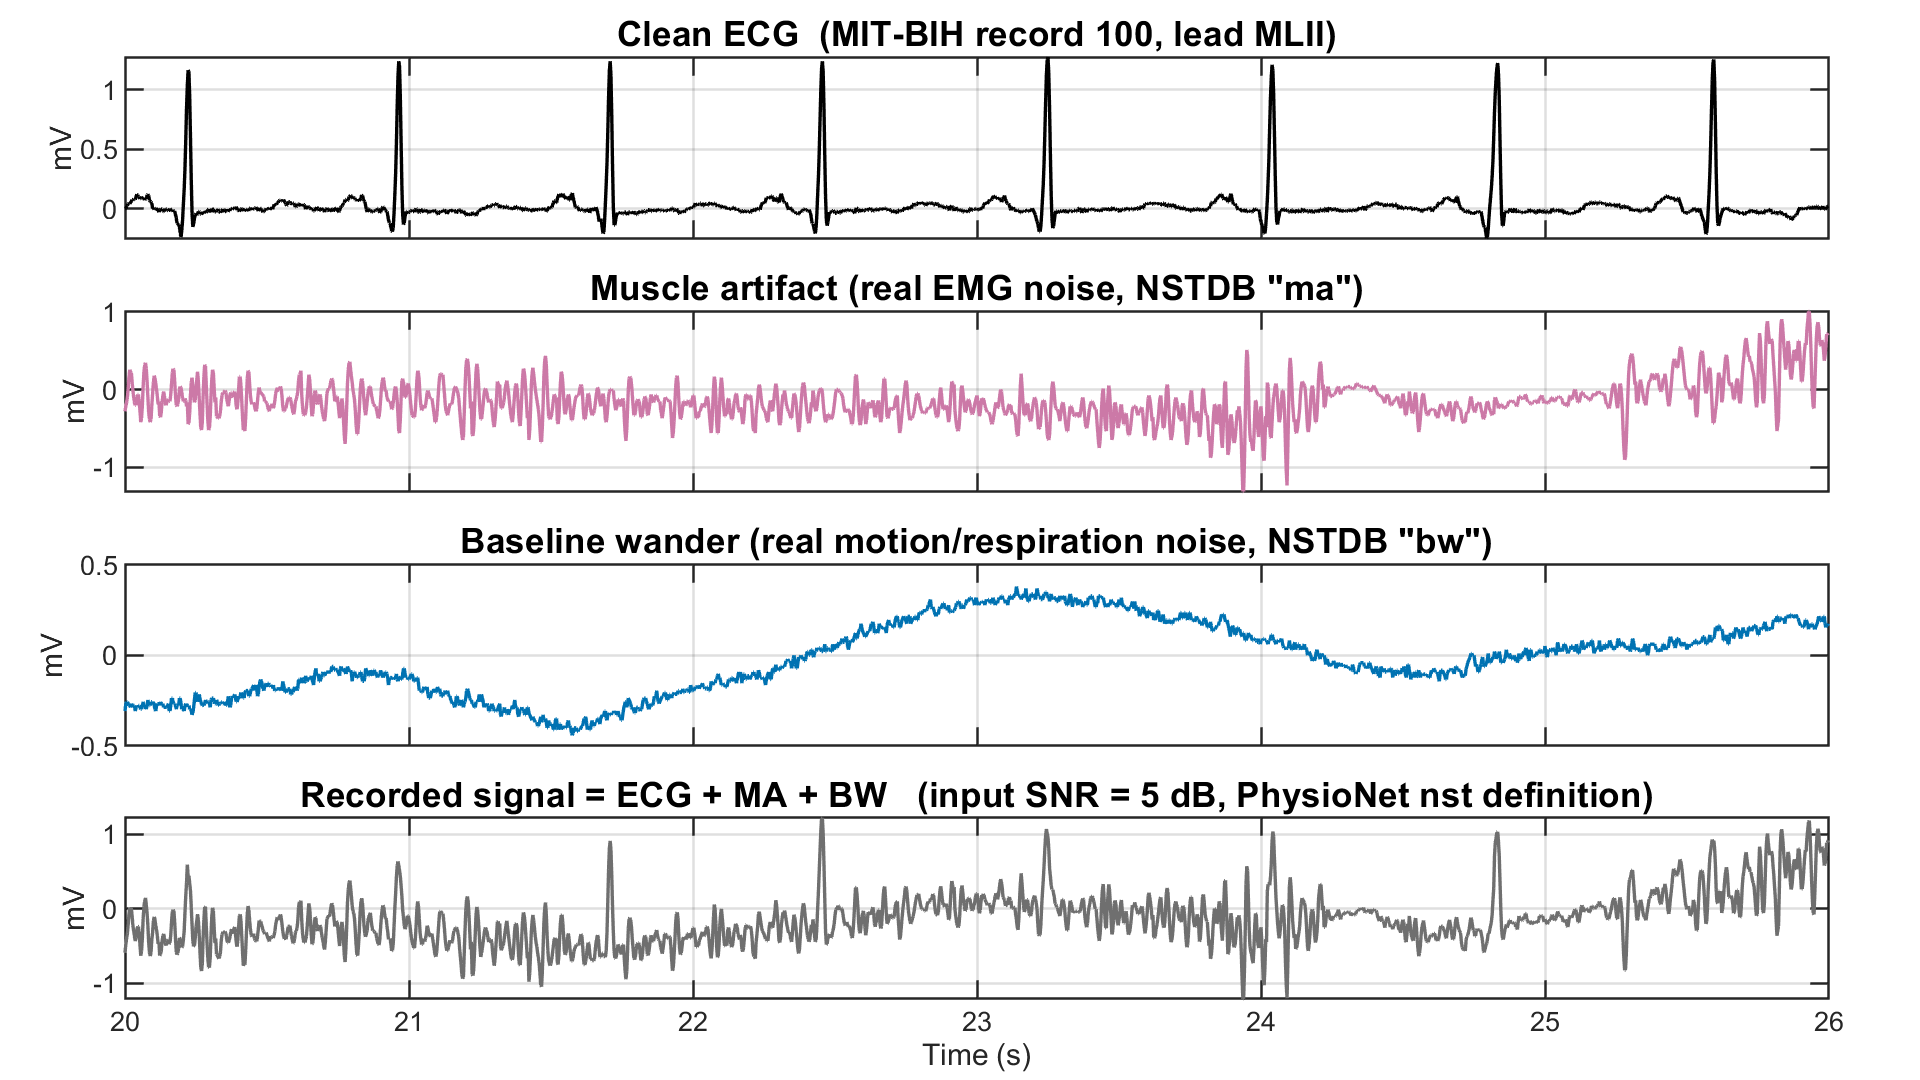 Clean ECG  (MIT-BIH record 100, lead MLII)
1
0.5
0
mV
Muscle artifact (real EMG noise, NSTDB "ma")
1
0
-1
mV
Baseline wander (real motion/respiration noise, NSTDB "bw")
0.5
0
-0.5
mV
Recorded signal = ECG + MA + BW   (input SNR = 5 dB, PhysioNet nst definition)
1
0
-1
mV
20 21 22 23 24 25 26
Time (s)